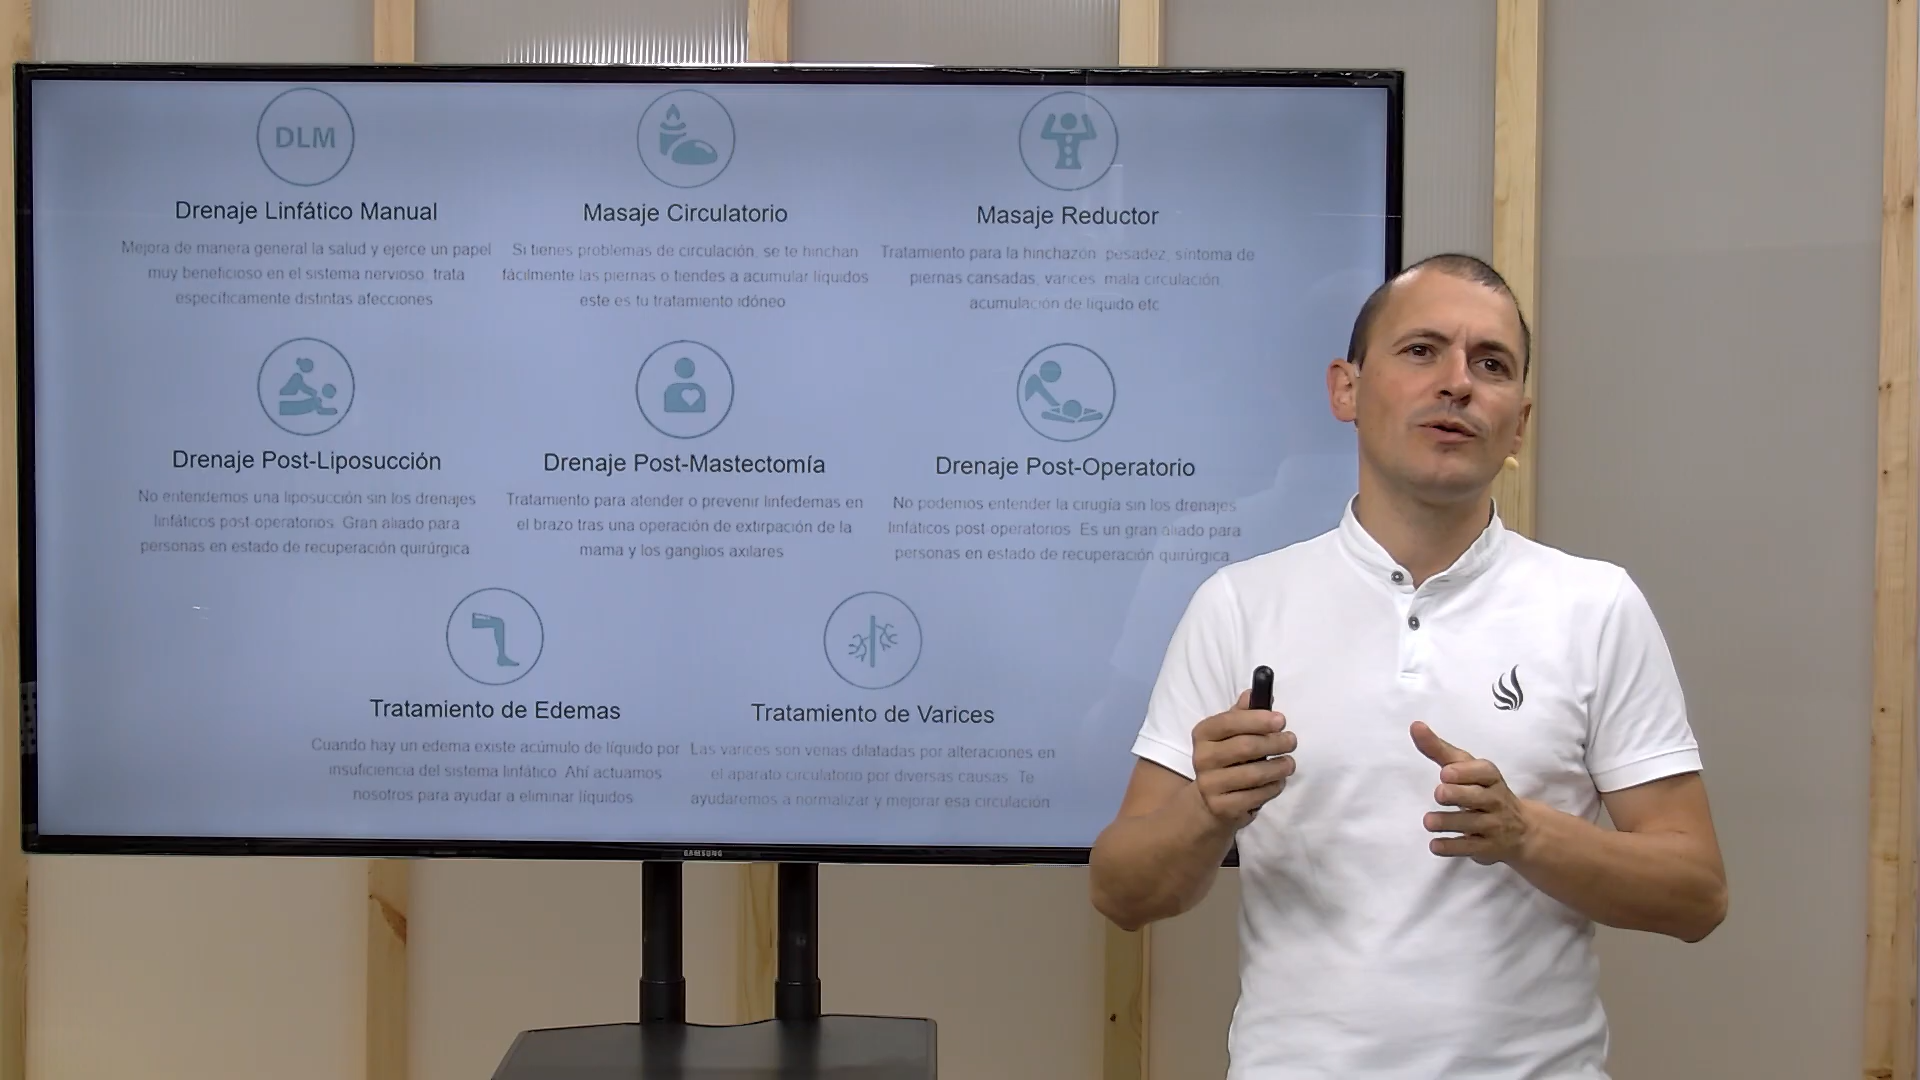 DLM
Drenaje Linfático Manual
Mejora de manera general la salud y ejerce un papel
muy beneficioso en el sistema nervioso, trata
específicamente distintas afecciones
Masaje Circulatorio
Si tienes problemas de circulación, se te hinchan
fácilmente las piernas o tiendes a acumular líquidos
este es tu tratamiento idóneo
Masaje Reductor
Tratamiento para la hinchazón, pesadez, síntoma de
piernas cansadas, varices, mala circulación,
acumulación de líquido etc
Drenaje Post-Liposucción
No entendemos una liposucción sin los drenajes
linfáticos post-operatorios. Gran aliado para
personas en estado de recuperación quirúrgica
Drenaje Post-Mastectomía
Tratamiento para atender o prevenir linfedemas en
el brazo tras una operación de extirpación de la
mama y los ganglios axilares
Drenaje Post-Operatorio
No podemos entender la cirugía sin los drenajes
linfáticos post-operatorios. Es un gran aliado para
personas en estado de recuperación quirúrgica
Tratamiento de Edemas
Cuando hay un edema existe acúmulo de líquido por
insuficiencia del sistema linfático. Ahí actuamos
nosotros para ayudar a eliminar líquidos
Tratamiento de Varices
Las varices son venas dilatadas por alteraciones en
el aparato circulatorio por diversas causas. Te
ayudaremos a normalizar y mejorar esa circulación
SAMSUNG